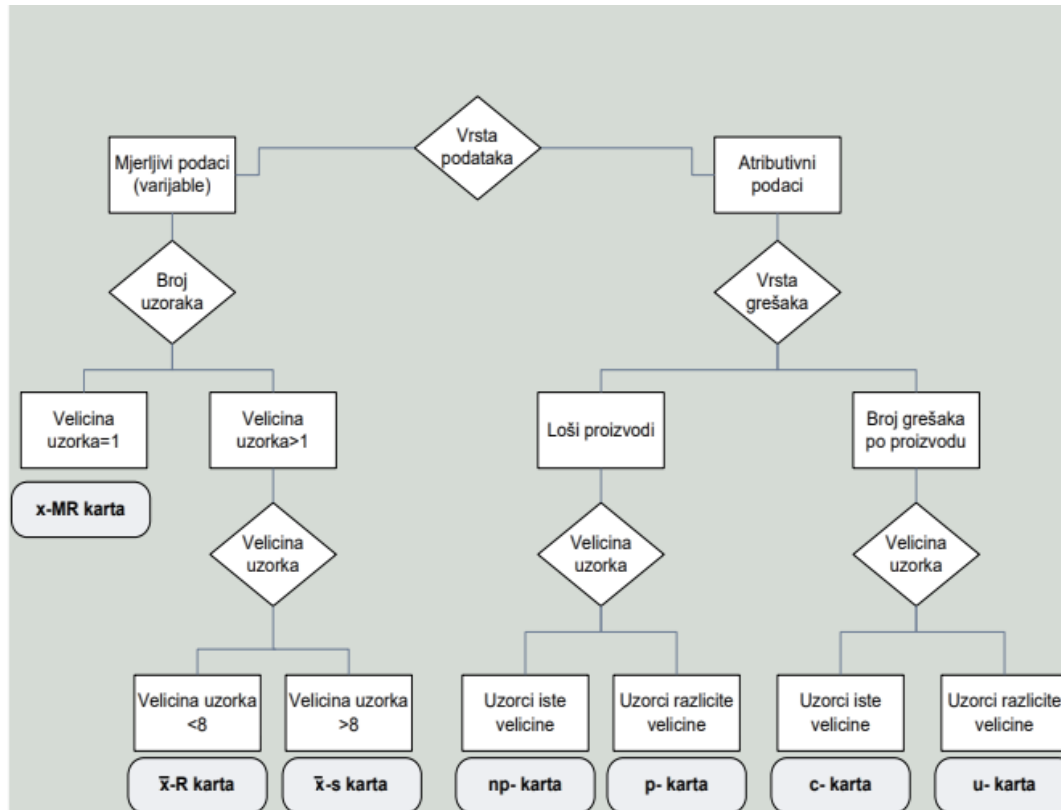 Vrsta
podataka
Mjerljivi podaci
(varijable)
Atributivni
podaci
Broj
uzoraka
Vrsta
grešaka
Velicina
uzorka=1
Velicina
uzorka>1
Loši proizvodi
Broj grešaka
po proizvodu
x-MR karta
Velicina
uzorka
Velicina
uzorka
Velicina
uzorka
Velicina uzorka
<8
Velicina uzorka
>8
Uzorci iste
velicine
Uzorci razlicite
velicine
Uzorci iste
velicine
Uzorci razlicite
velicine
x̅-R karta
x̅-s karta
np- karta
p- karta
c- karta
u- karta